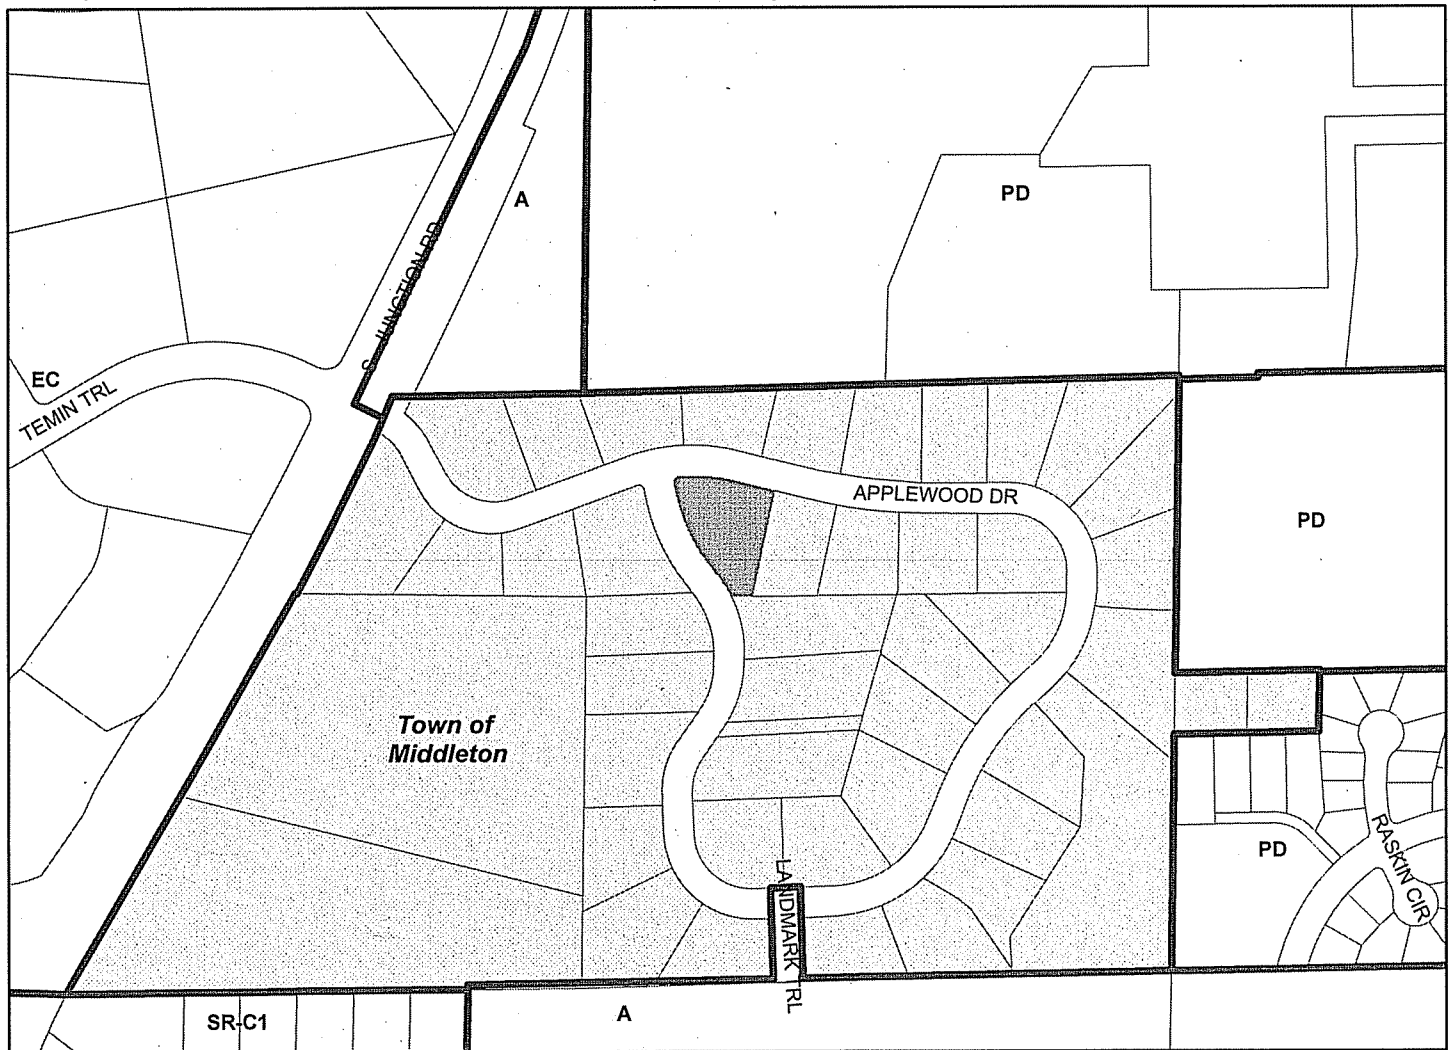 A
PD
S JUNCTION RD
EC
TEMIN TRL
APPLEWOOD DR
PD
Town of
Middleton
PD
RASKIN CIR
LANDMARK TRL
SR-C1
A